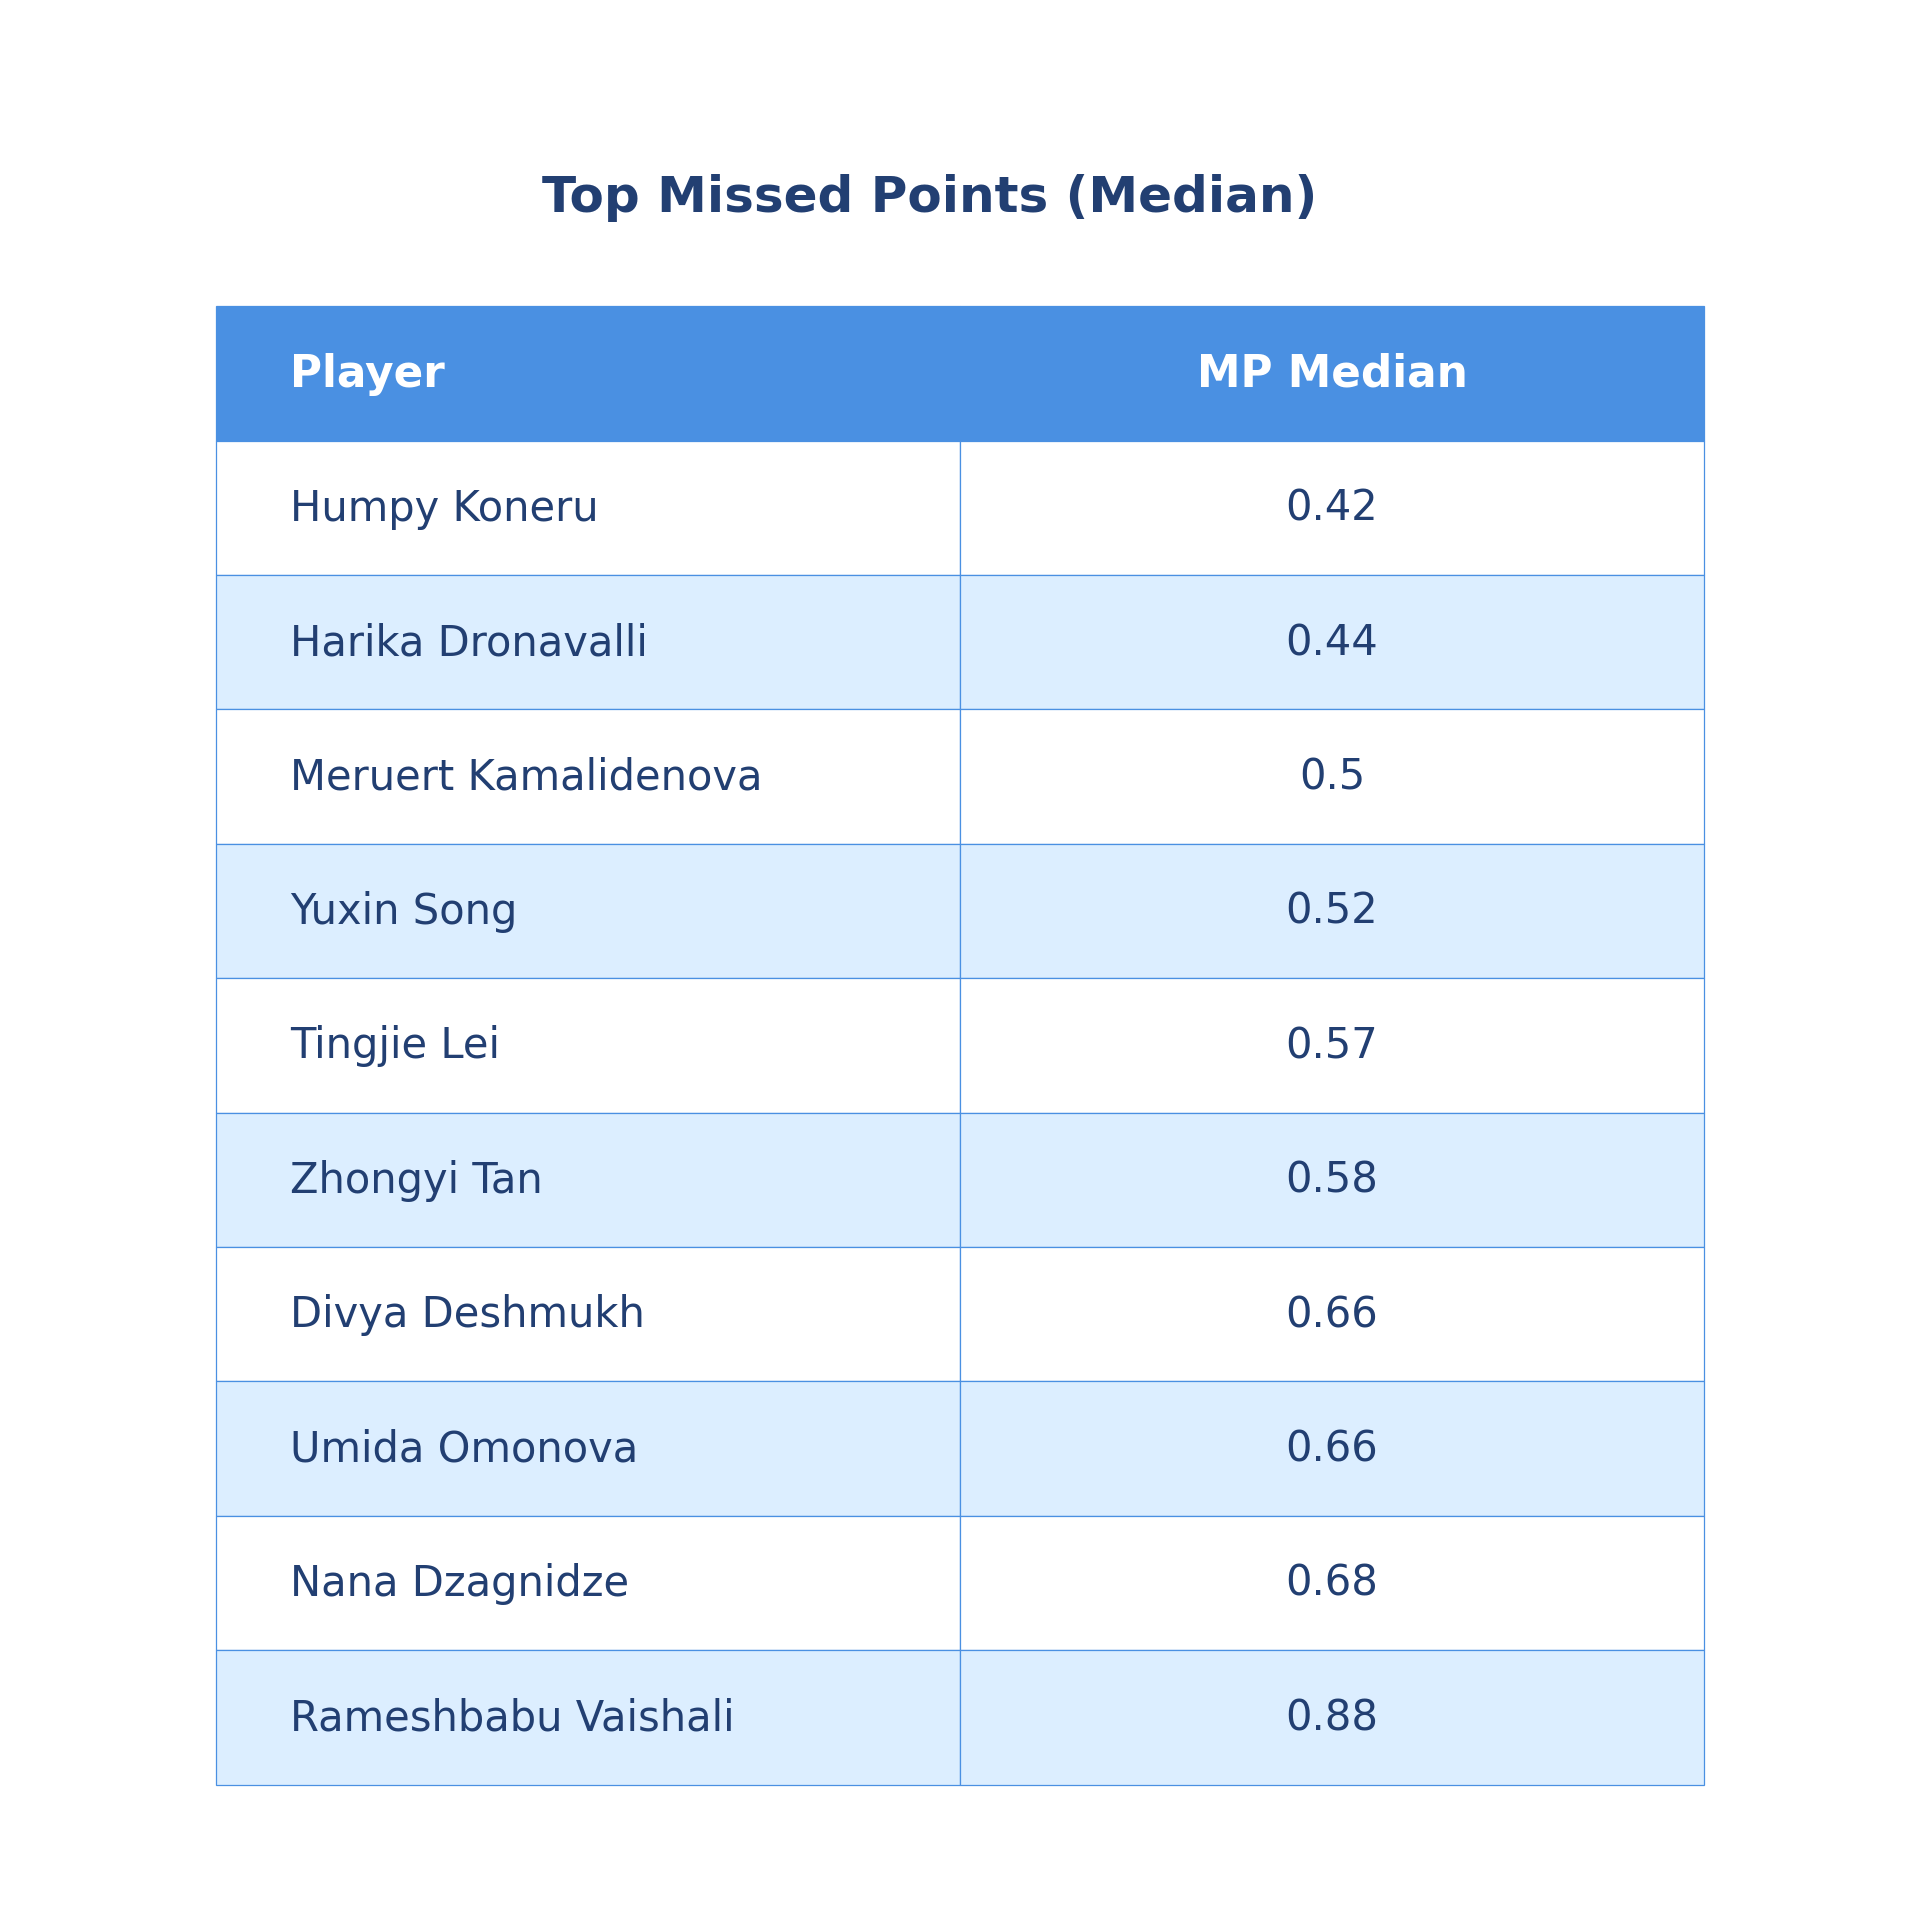 Top Missed Points (Median)
Player MP Median
Humpy Koneru 0.42
Harika Dronavalli 0.44
Meruert Kamalidenova 0.5
Yuxin Song 0.52
Tingjie Lei 0.57
Zhongyi Tan 0.58
Divya Deshmukh 0.66
Umida Omonova 0.66
Nana Dzagnidze 0.68
Rameshbabu Vaishali 0.88